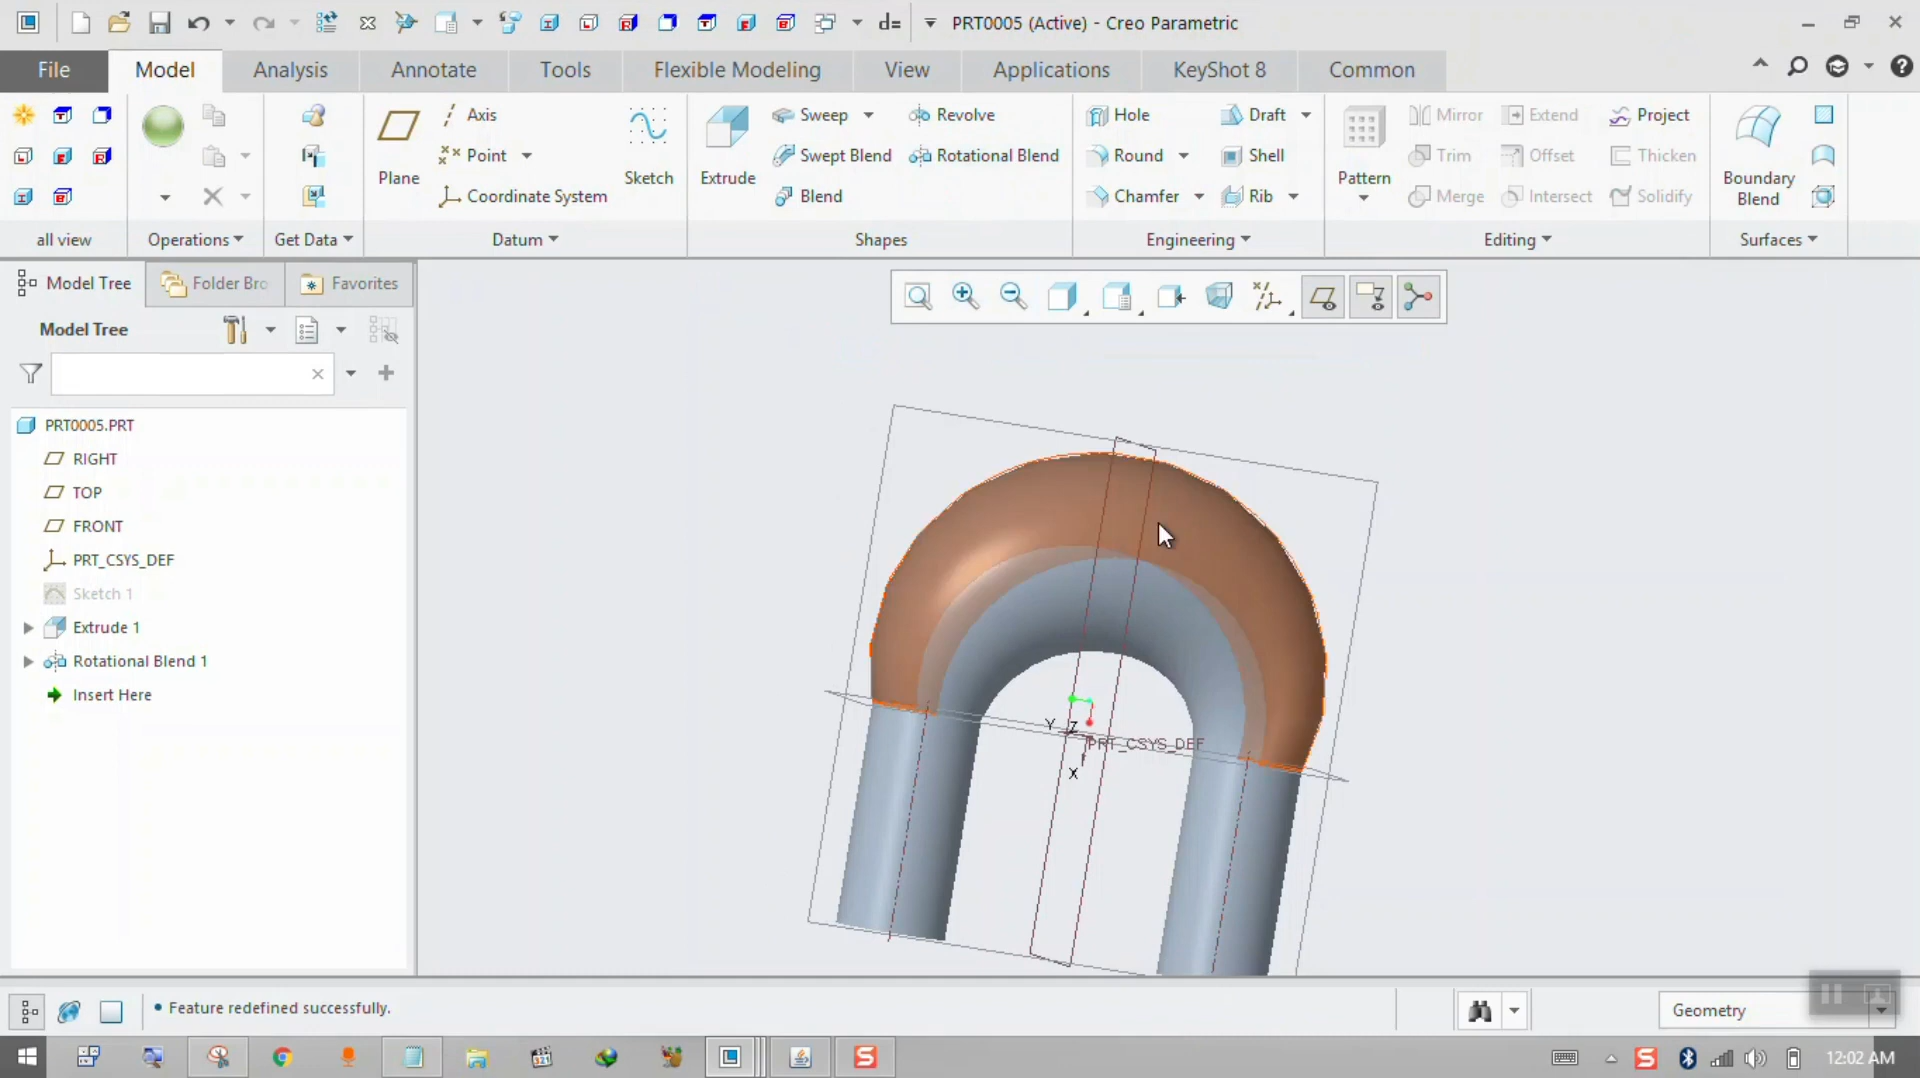 d=
PRT0005 (Active) - Creo Parametric
File
Model
Analysis
Annotate
Tools
Flexible Modeling
View
Applications
KeyShot 8
Common
Plane
Axis
Point
Coordinate System
Sketch
Extrude
Sweep
Swept Blend
Blend
Revolve
Rotational Blend
Hole
Round
Chamfer
Draft
Shell
Rib
Pattern
Mirror
Trim
Merge
Extend
Offset
Intersect
Project
Thicken
Solidify
Boundary
Blend
all view
Operations
Get Data
Datum
Shapes
Engineering
Editing
Surfaces
Model Tree
Folder Bro
Favorites
Model Tree
PRT0005.PRT
RIGHT
TOP
FRONT
PRT_CSYS_DEF
Sketch 1
Extrude 1
Rotational Blend 1
Insert Here
Y
Z
PRT_CSYS_DEF
X
• Feature redefined successfully.
Geometry
12:02 AM